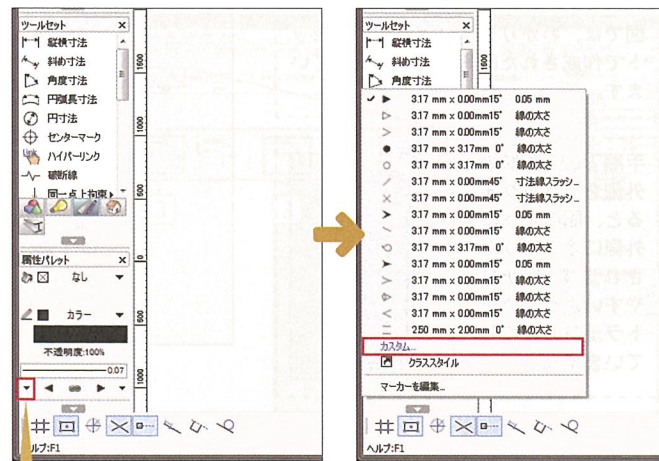 ツールセット ×
縦横寸法
斜め寸法
角度寸法
円弧長寸法
円寸法
センターマーク
Link ハイパーリンク
破断線
同一点上拘束
1600
1000
800
0
800
1000
属性パレット ×
なし
カラー
不透明度:100%
0.07
ヘルプ:F1
ツールセット ×
縦横寸法
斜め寸法
角度寸法
1600
3.17 mm x 0.00mm15° 0.05 mm
3.17 mm x 0.00mm15° 線の太さ
3.17 mm x 0.00mm15° 線の太さ
3.17 mm x 3.17mm 0° 線の太さ
3.17 mm x 3.17mm 0° 線の太さ
3.17 mm x 0.00mm45° 寸法線スラッシ...
3.17 mm x 0.00mm45° 寸法線スラッシ...
3.17 mm x 0.00mm15° 0.05 mm
3.17 mm x 0.00mm15° 線の太さ
3.17 mm x 3.17mm 0° 線の太さ
3.17 mm x 0.00mm15° 0.05 mm
3.17 mm x 0.00mm15° 線の太さ
3.17 mm x 0.00mm15° 線の太さ
3.17 mm x 0.00mm15° 線の太さ
2.50 mm x 2.00mm 0° 線の太さ
カスタム...
クラススタイル
マーカーを編集...
ヘルプ:F1